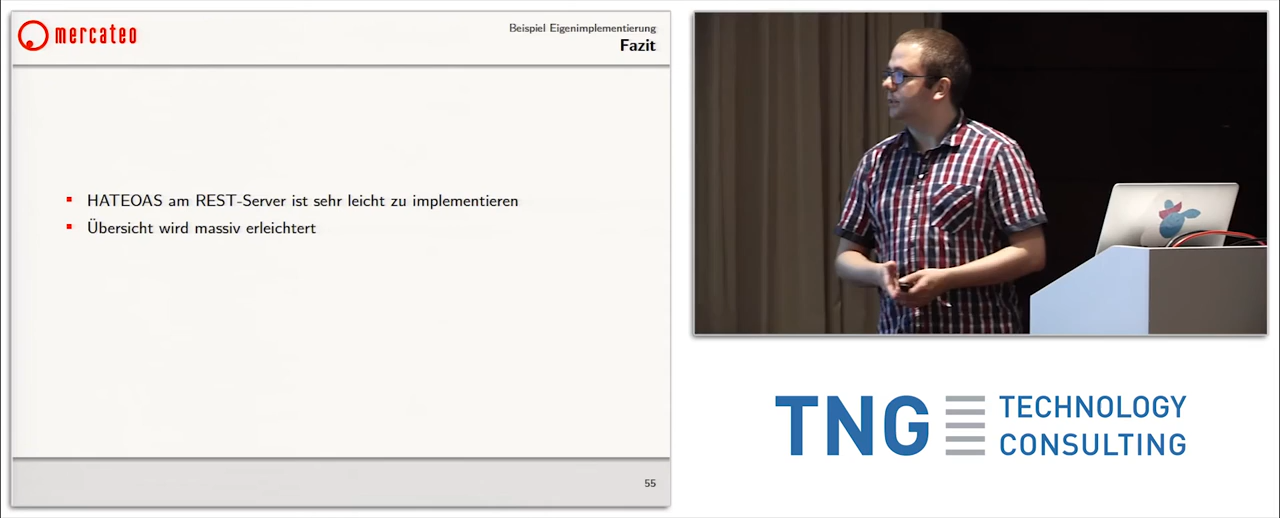 mercateo
Beispiel Eigenimplementierung
Fazit
HATEOAS am REST-Server ist sehr leicht zu implementieren
Übersicht wird massiv erleichtert
55
TNG TECHNOLOGY
CONSULTING